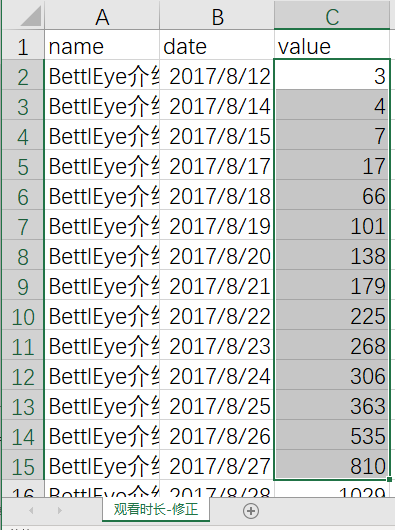 A B C
1 name date value
2 BettlEye介绍 2017/8/12 3
3 BettlEye介绍 2017/8/14 4
4 BettlEye介绍 2017/8/15 7
5 BettlEye介绍 2017/8/17 17
6 BettlEye介绍 2017/8/18 66
7 BettlEye介绍 2017/8/19 101
8 BettlEye介绍 2017/8/20 138
9 BettlEye介绍 2017/8/21 179
10 BettlEye介绍 2017/8/22 225
11 BettlEye介绍 2017/8/23 268
12 BettlEye介绍 2017/8/24 306
13 BettlEye介绍 2017/8/25 363
14 BettlEye介绍 2017/8/26 535
15 BettlEye介绍 2017/8/27 810
16 BettlEye介绍 2017/8/28 1029
观看时长-修正